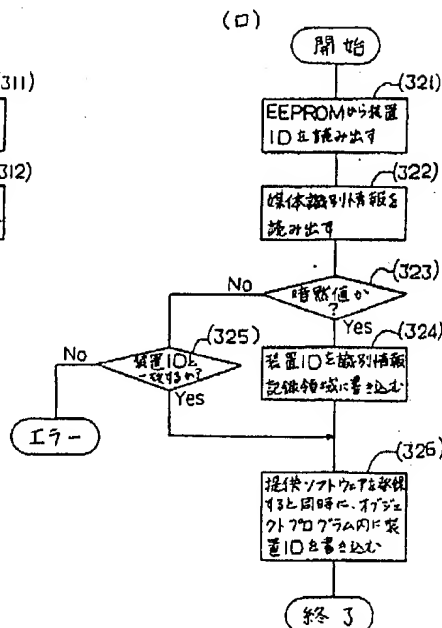 (ロ)
開始
(311)
(321)
EEPROMから装置
IDを読み出す
(312)
(322)
媒体識別情報を
読み出す
(323)
No
暗黙値か
?
Yes
(325)
(324)
No
装置IDと
一致するか?
装置IDを識別情報
記録領域に書き込む
Yes
エラー
(326)
提供ソフトウェアを登録
すると同時に、オブジェ
クトプログラム内に装
置IDを書き込む
終了